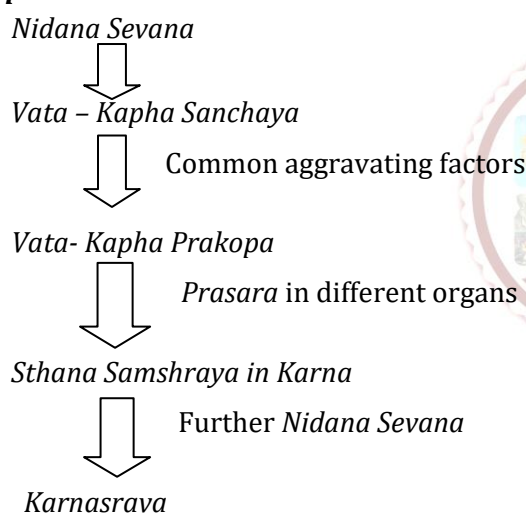 Nidana Sevana
Vata – Kapha Sanchaya
Common aggravating factors
Vata- Kapha Prakopa
Prasara in different organs
Sthana Samshraya in Karna
Further Nidana Sevana
Karnasrava